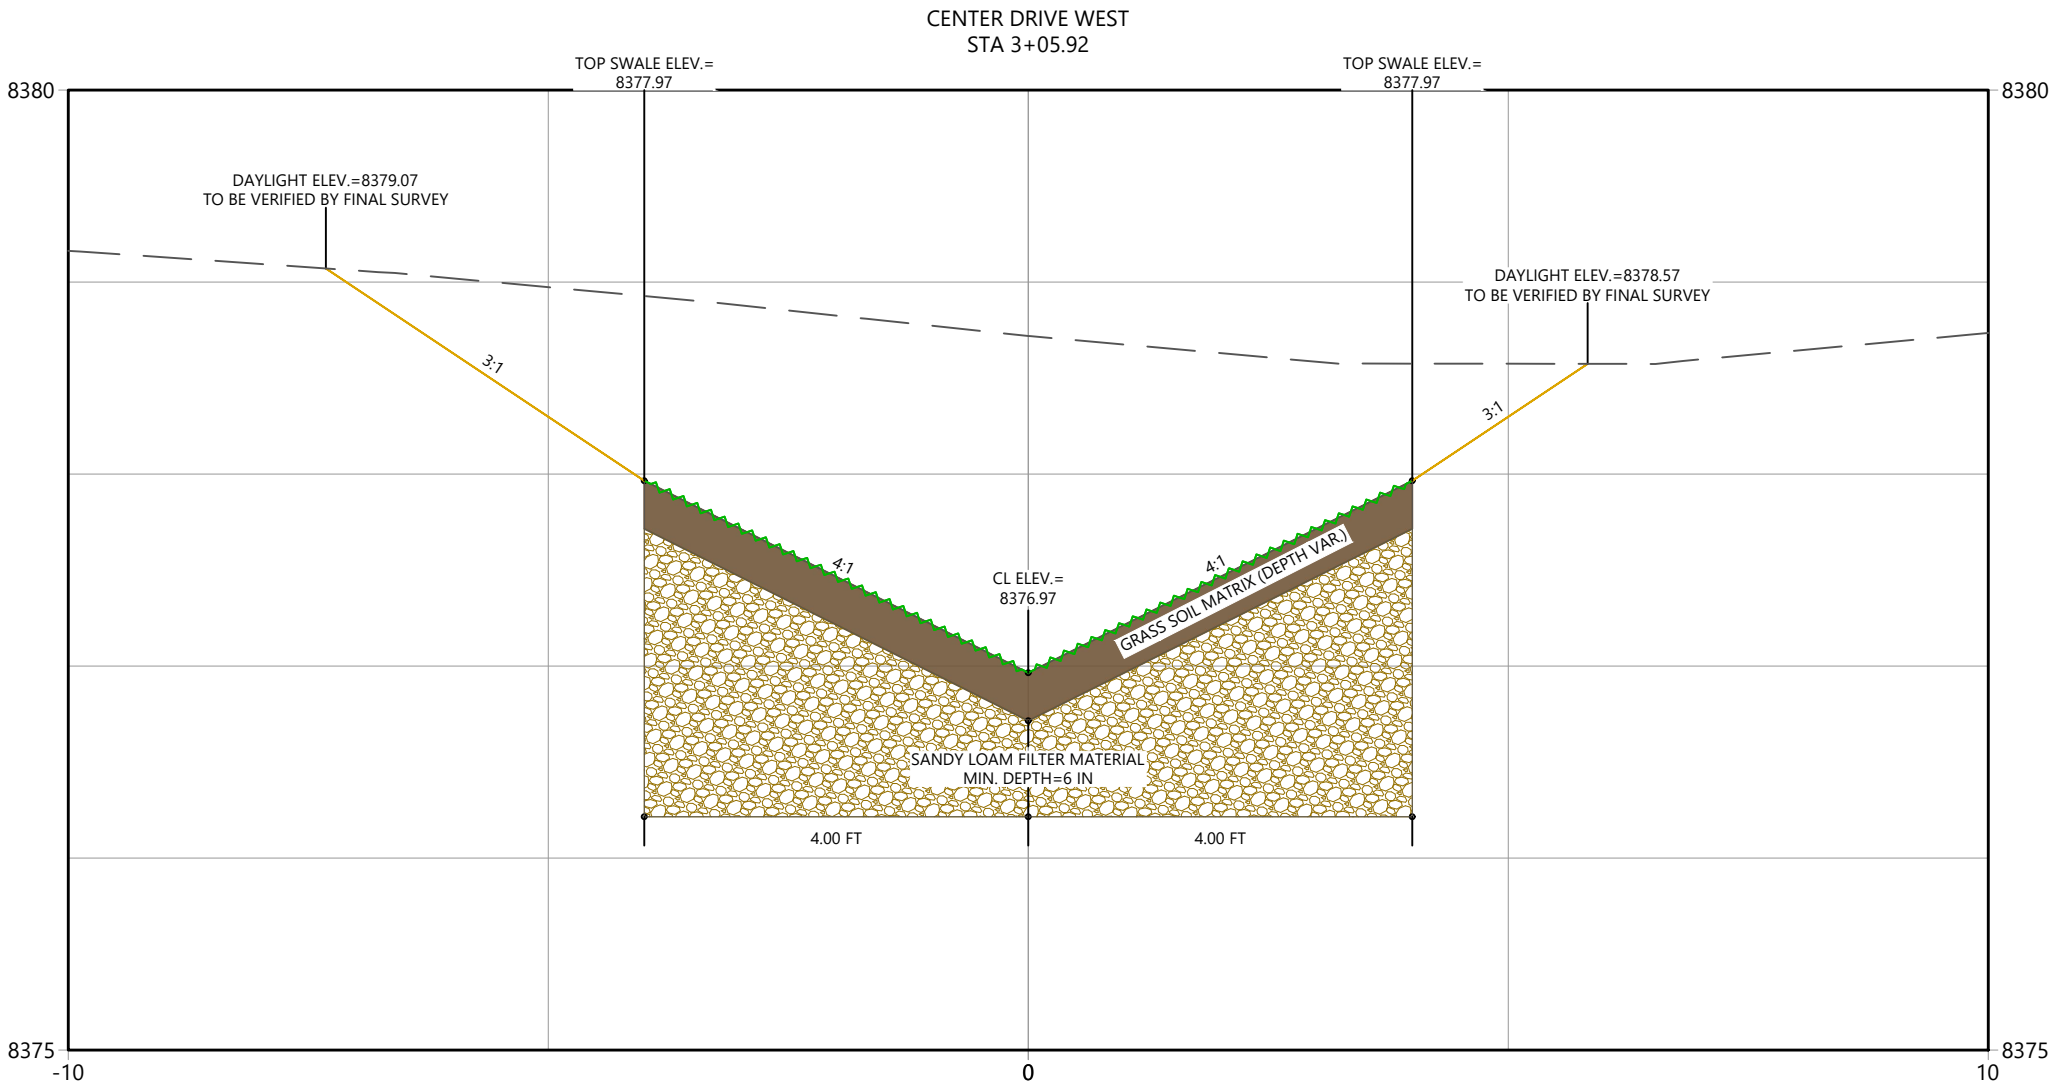 CENTER DRIVE WEST
STA 3+05.92
TOP SWALE ELEV.=
8377.97
TOP SWALE ELEV.=
8377.97
8380
8380
DAYLIGHT ELEV.=8379.07
TO BE VERIFIED BY FINAL SURVEY
DAYLIGHT ELEV.=8378.57
TO BE VERIFIED BY FINAL SURVEY
3:1
3:1
4:1
4:1
GRASS SOIL MATRIX (DEPTH VAR.)
CL ELEV.=
8376.97
SANDY LOAM FILTER MATERIAL
MIN. DEPTH=6 IN
4.00 FT
4.00 FT
8375
8375
-10
0
10